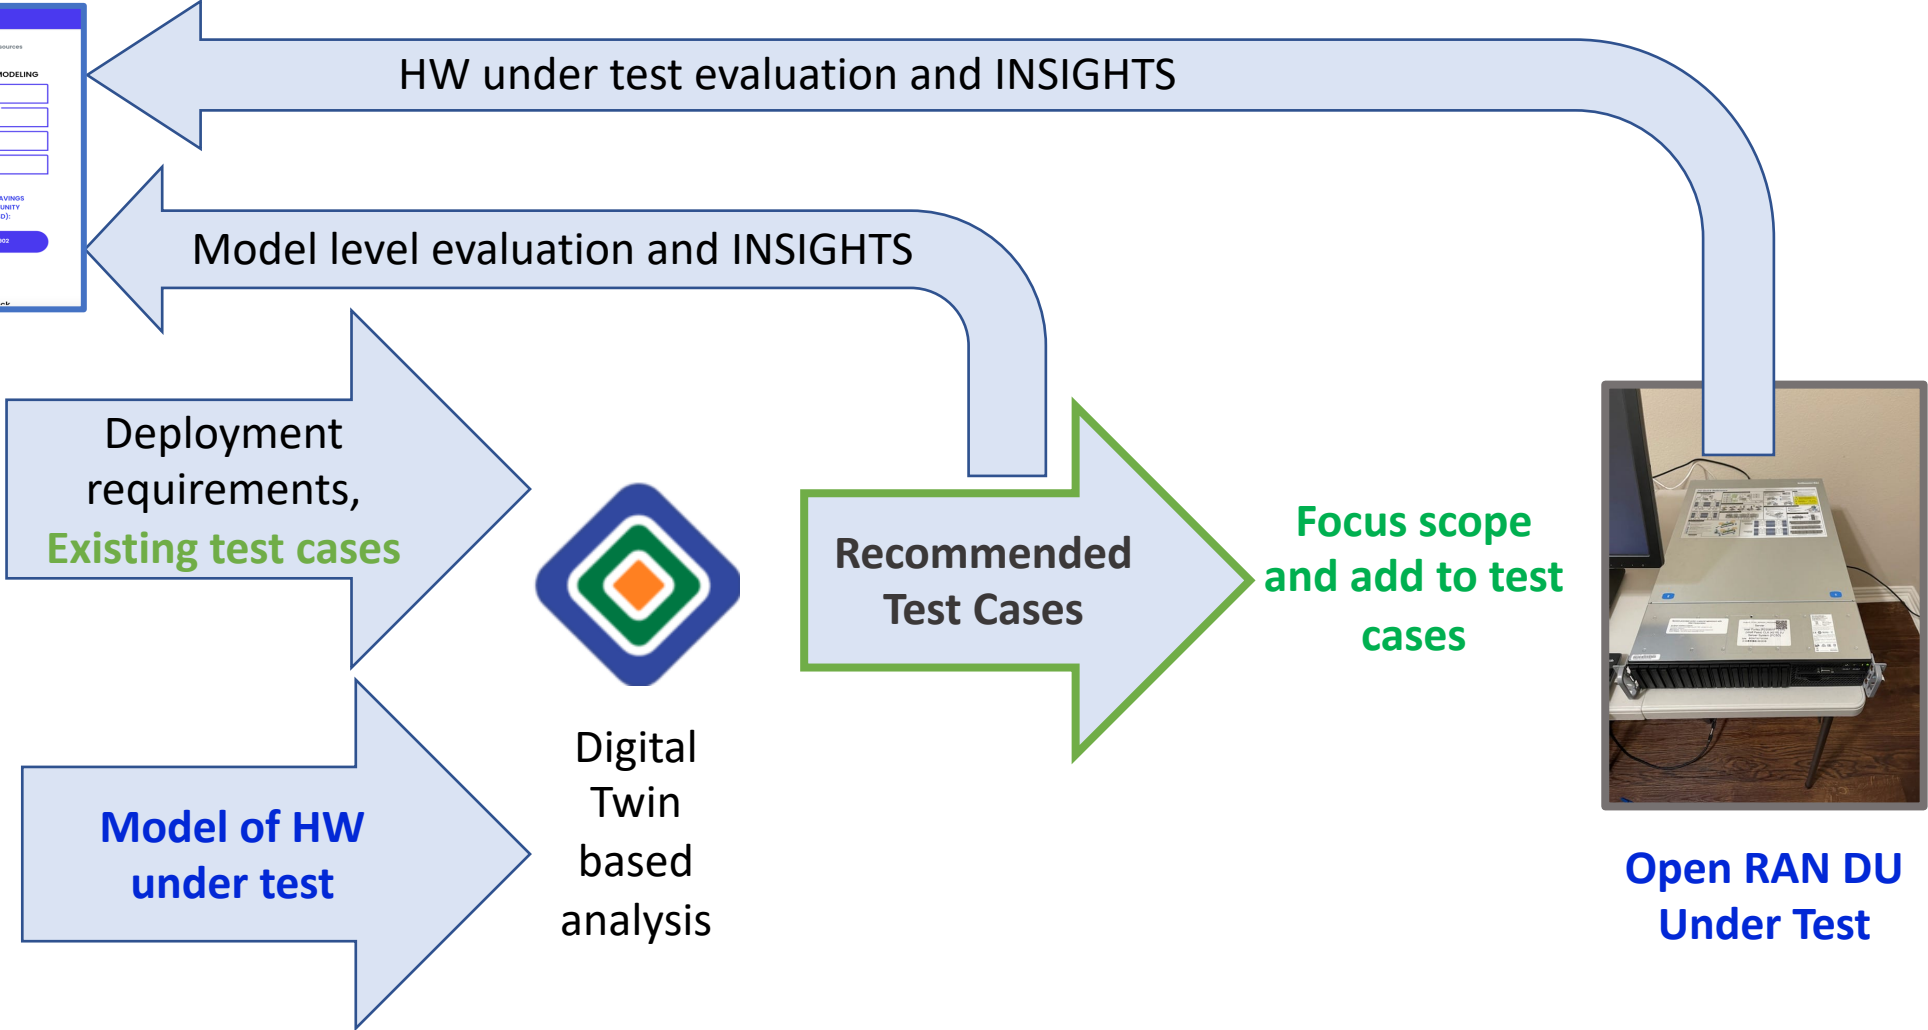 MODELING
HW under test evaluation and INSIGHTS
Model level evaluation and INSIGHTS
Deployment
requirements,
Existing test cases
Model of HW
under test
Digital
Twin
based
analysis
Recommended
Test Cases
Focus scope
and add to test
cases
Open RAN DU
Under Test